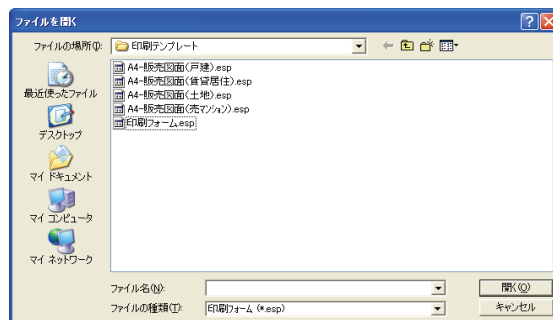 ファイルを開く
ファイルの場所(I):
印刷テンプレート
A4-販売図面(戸建).esp
A4-販売図面(賃貸居住).esp
A4-販売図面(土地).esp
A4-販売図面(売マンション).esp
印刷フォーム.esp
最近使ったファイル
デスクトップ
マイ ドキュメント
マイ コンピュータ
マイ ネットワーク
ファイル名(N):
開く(O)
ファイルの種類(T):
印刷フォーム (*.esp)
キャンセル